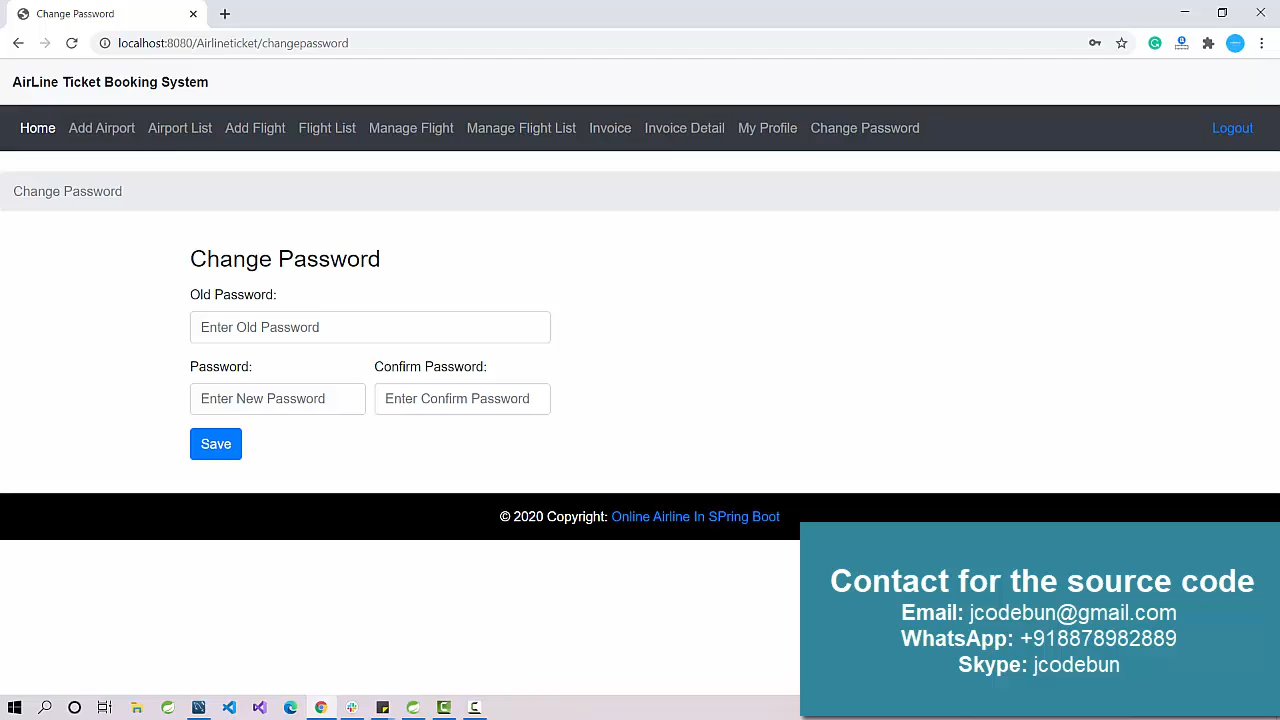 Change Password
localhost:8080/Airlineticket/changepassword
AirLine Ticket Booking System
Home Add Airport Airport List Add Flight Flight List Manage Flight Manage Flight List Invoice Invoice Detail My Profile Change Password Logout
Change Password
Change Password
Old Password:
Enter Old Password
Password: Confirm Password:
Enter New Password Enter Confirm Password
Save
© 2020 Copyright: Online Airline In SPring Boot
Contact for the source code
Email: jcodebun@gmail.com
WhatsApp: +918878982889
Skype: jcodebun